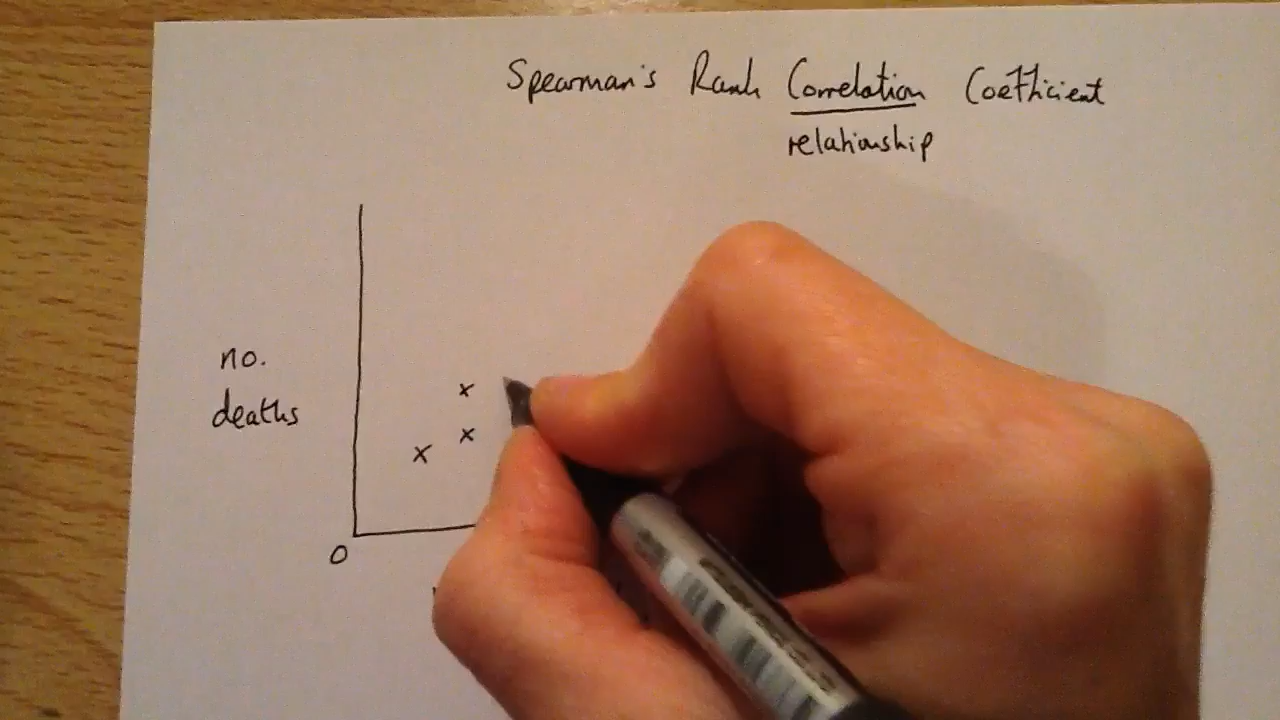 Spearman's Rank Correlation Coefficient
relationship
no.
deaths
x
x
x
0